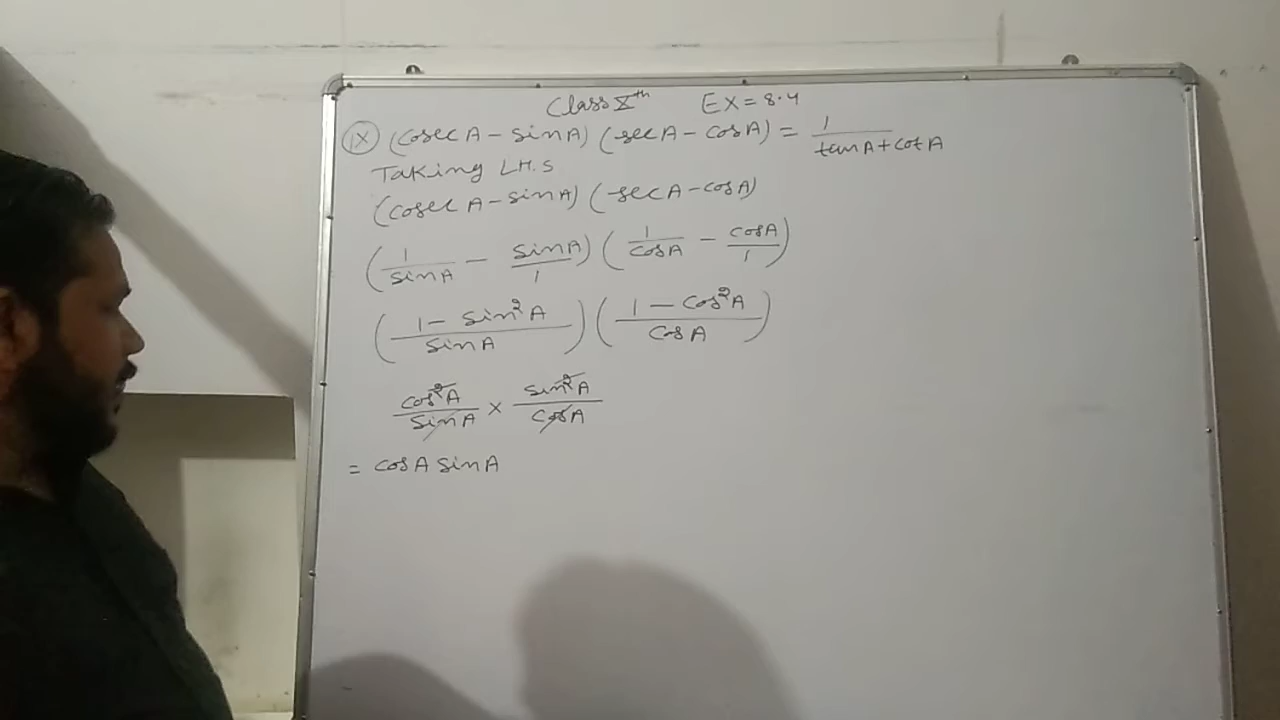 Class Xth EX = 8.4
(ix) (cosec A - sin A) (sec A - cos A) = 1/(tan A + cot A)
Taking L.H.S
(cosec A - sin A) (sec A - cos A)
(1/sin A - sin A/1) (1/cos A - cos A/1)
((1 - sin²A)/sin A) ((1 - cos²A)/cos A)
cos²A/sin A × sin²A/cos A
= cos A sin A